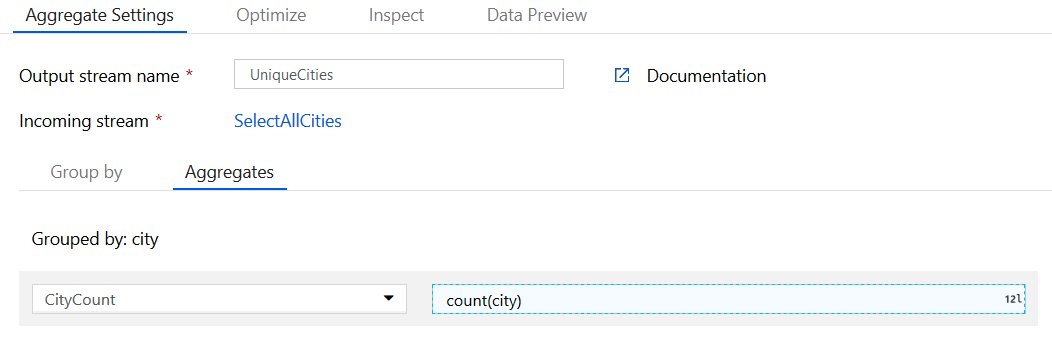 Aggregate Settings Optimize Inspect Data Preview
Output stream name * UniqueCities Documentation
Incoming stream * SelectAllCities
Group by Aggregates
Grouped by: city
CityCount count(city) 12l